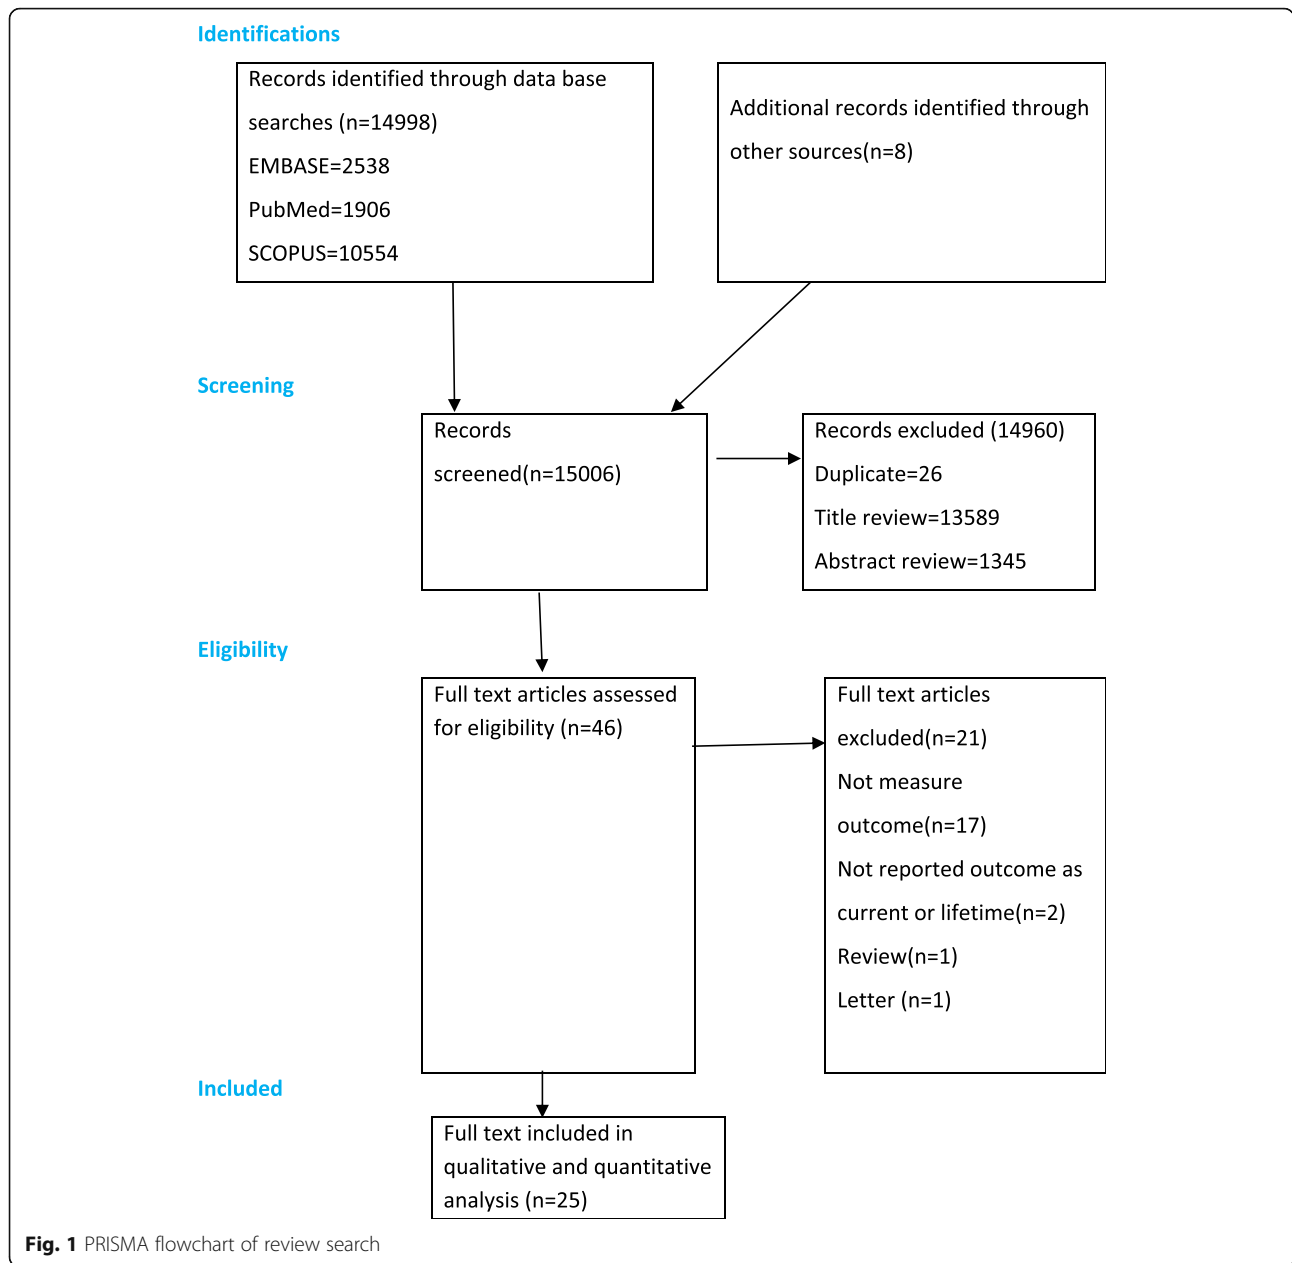 Identifications
Records identified through data base
searches (n=14998)
EMBASE=2538
PubMed=1906
SCOPUS=10554
Additional records identified through
other sources(n=8)
Screening
Records
screened(n=15006)
Records excluded (14960)
Duplicate=26
Title review=13589
Abstract review=1345
Eligibility
Full text articles assessed
for eligibility (n=46)
Full text articles
excluded(n=21)
Not measure
outcome(n=17)
Not reported outcome as
current or lifetime(n=2)
Review(n=1)
Letter (n=1)
Included
Full text included in
qualitative and quantitative
analysis (n=25)
Fig. 1 PRISMA flowchart of review search